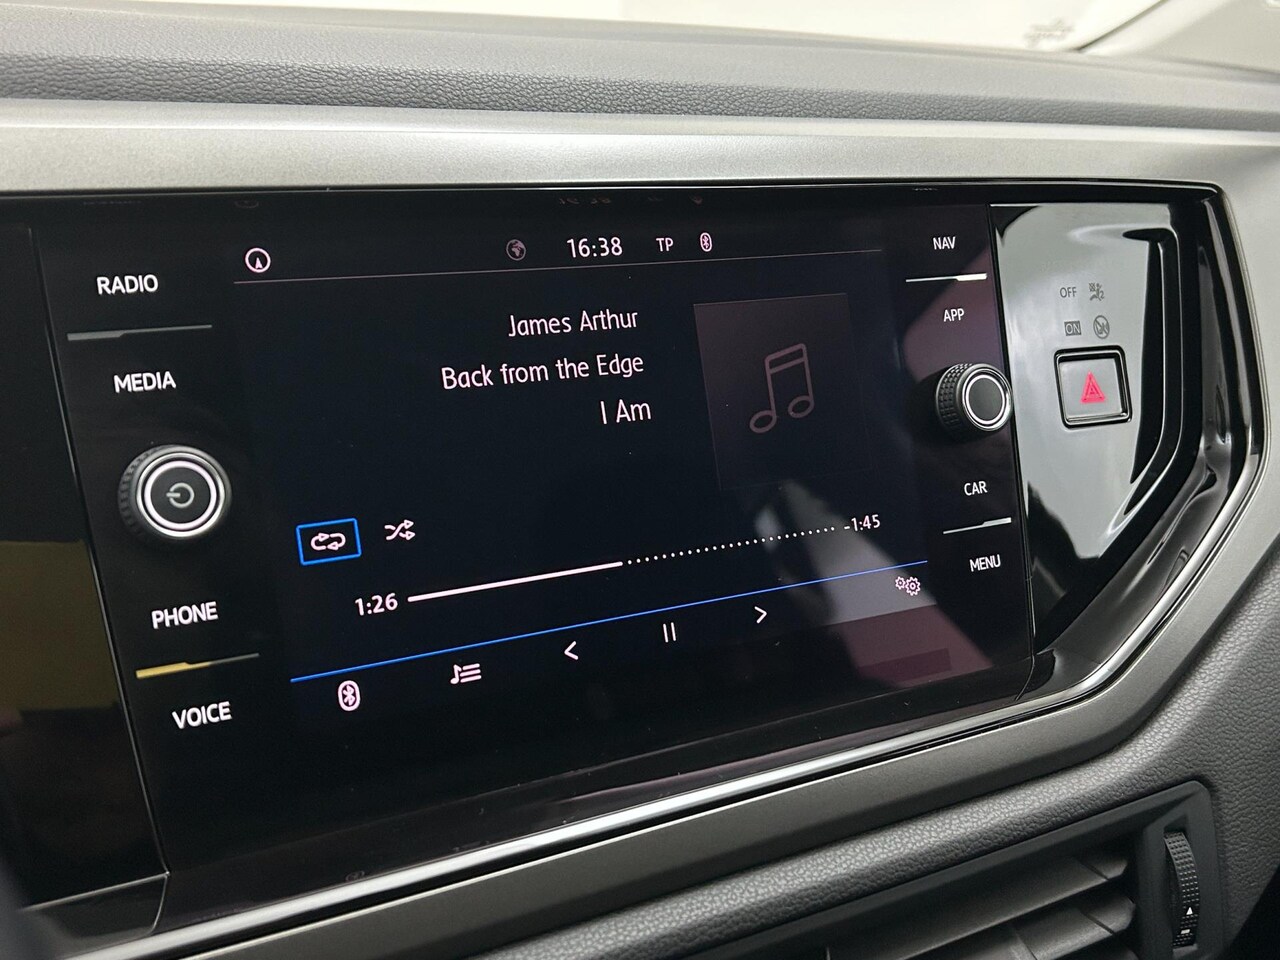 16:38 TP
RADIO
MEDIA
PHONE
VOICE
James Arthur
Back from the Edge
I Am
1:26
-1:45
NAV
APP
CAR
MENU
OFF
ON